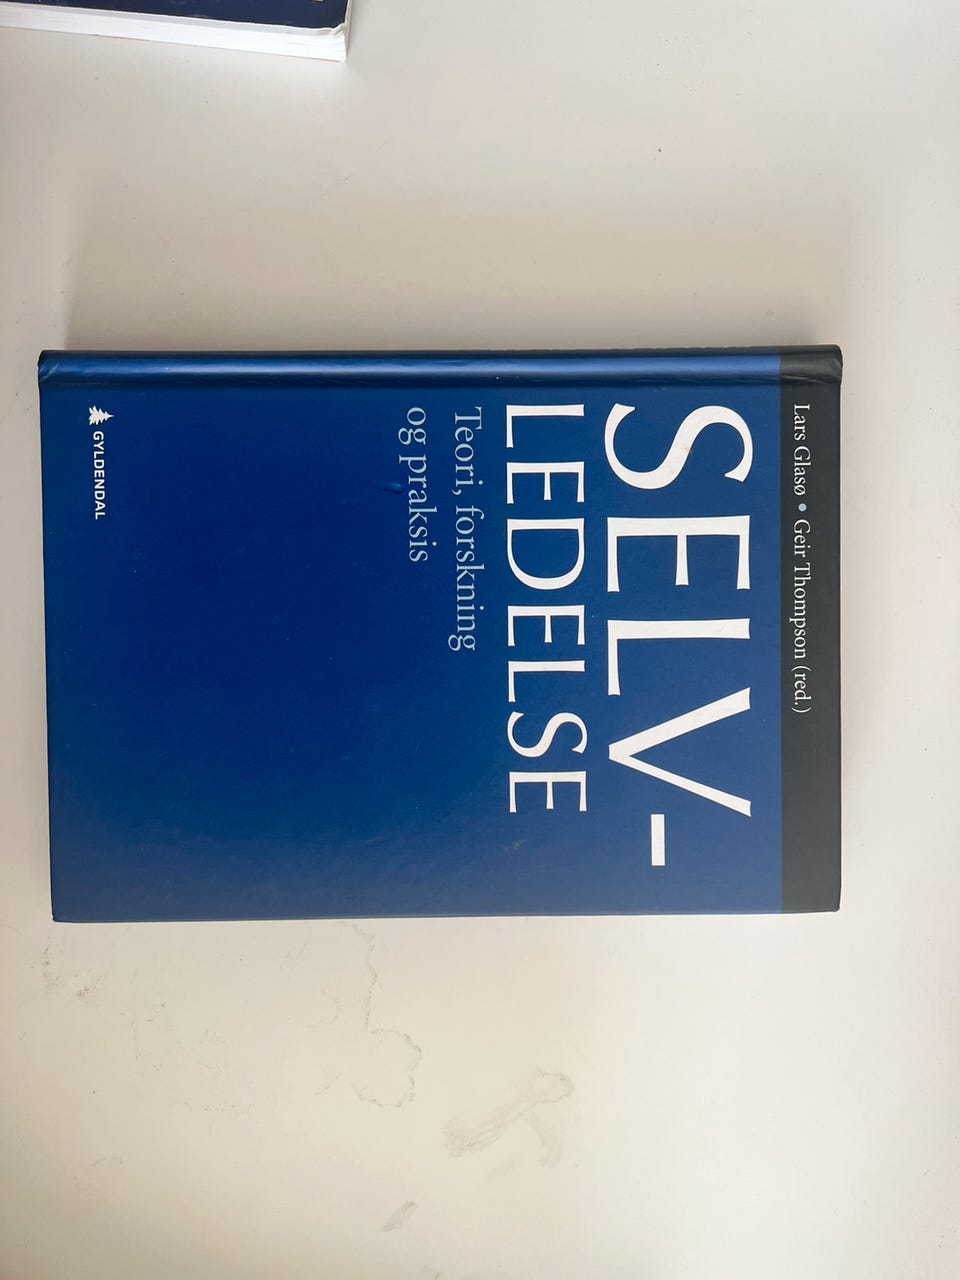 Lars Glasø • Geir Thompson (red.)
SELV-
LEDELSE
Teori, forskning
og praksis
GYLDENDAL